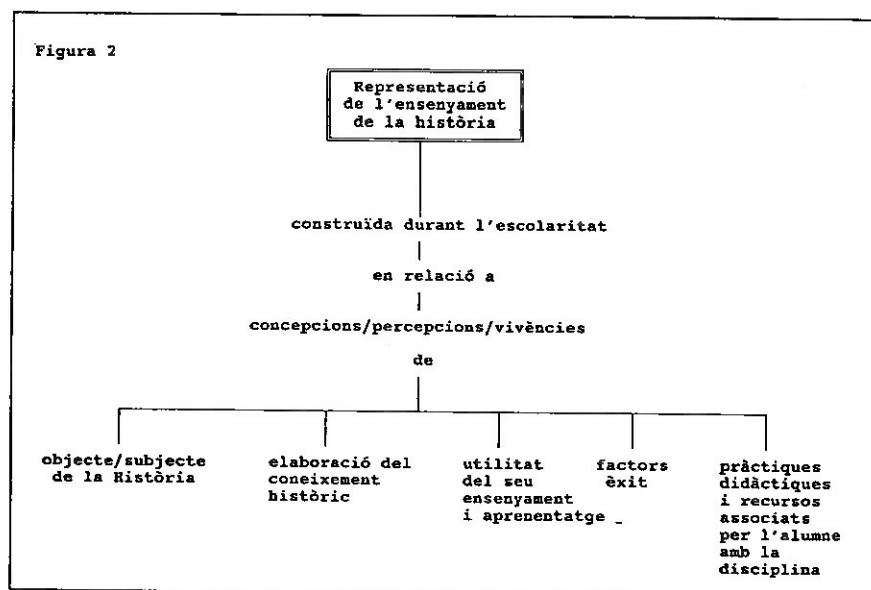 Figura 2
Representació
de l'ensenyament
de la història
construïda durant l'escolaritat
en relació a
concepcions/percepcions/vivències
de
objecte/subjecte
de la Història
elaboració del
coneixement
històric
utilitat
del seu
ensenyament
i aprenentatge _
factors
èxit
pràctiques
didàctiques
i recursos
associats
per l'alumne
amb la
disciplina